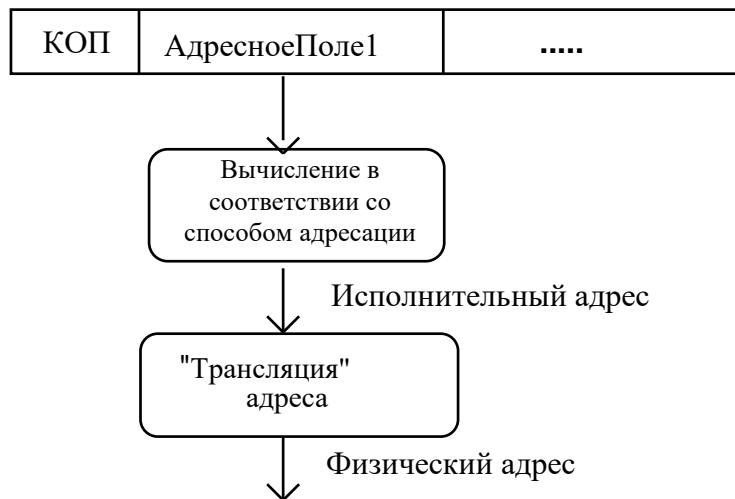 КОП АдресноеПоле1 .....
Вычисление в
соответствии со
способом адресации
Исполнительный адрес
"Трансляция"
адреса
Физический адрес